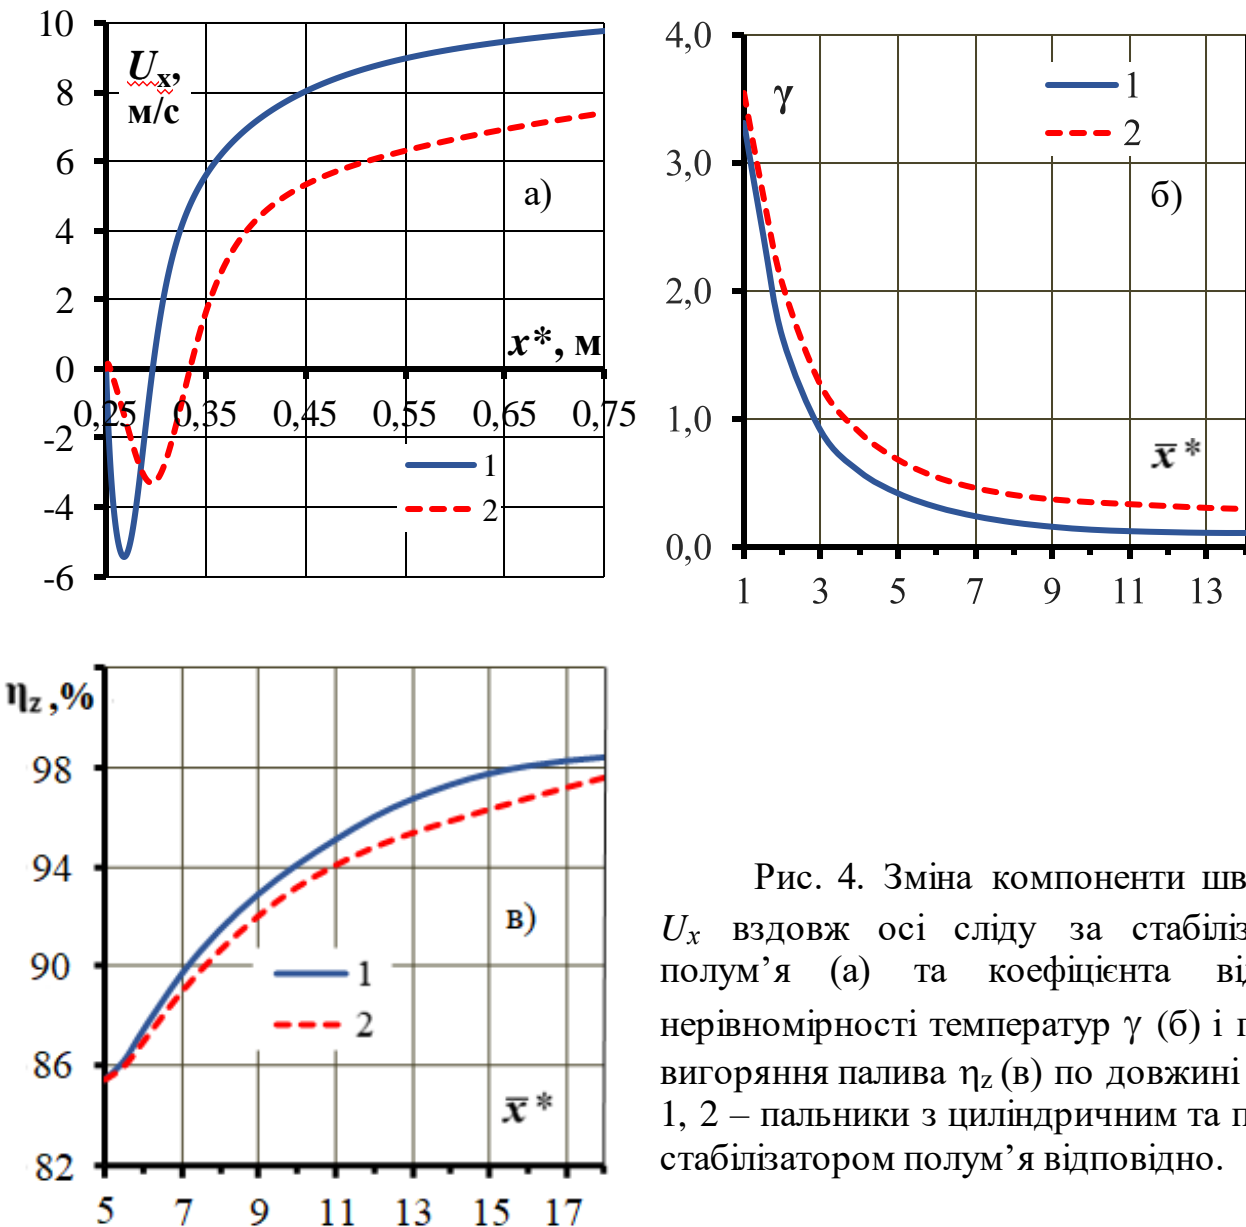 10
8
6
4
2
0
-2
-4
-6
Uₓ,
м/с
а)
x*, м
0,25 0,35 0,45 0,55 0,65 0,75
1
2
4,0
3,0
2,0
1,0
0,0
γ
1
2
б)
x̅ *
1 3 5 7 9 11 13
η_z ,%
98
94
90
86
82
в)
1
2
x̅ *
5 7 9 11 13 15 17
Рис. 4. Зміна компоненти шв
Uₓ вздовж осі сліду за стабіліз
полум’я (а) та коефіцієнта від
нерівномірності температур γ (б) і г
вигоряння палива η_z (в) по довжині
1, 2 – пальники з циліндричним та п
стабілізатором полум’я відповідно.